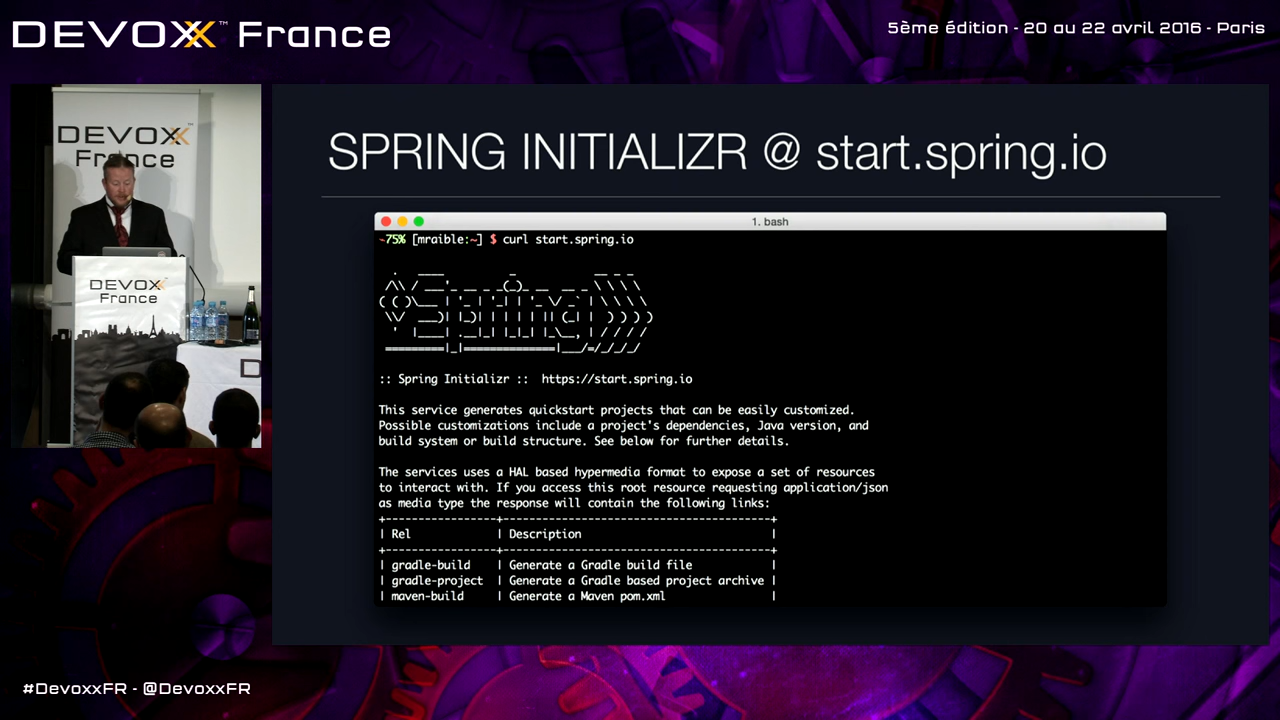 DEVOXX™ France
5ème édition - 20 au 22 avril 2016 - Paris
DEVOXX™
France
DEVOXX
France
D
SPRING INITIALIZR @ start.spring.io
1. bash
~75% [mraible:~] $ curl start.spring.io
Spring
:: Spring Initializr :: https://start.spring.io
This service generates quickstart projects that can be easily customized.
Possible customizations include a project's dependencies, Java version, and
build system or build structure. See below for further details.
The services uses a HAL based hypermedia format to expose a set of resources
to interact with. If you access this root resource requesting application/json
as media type the response will contain the following links:
+-----------------+-----------------------------------------+
| Rel | Description |
+-----------------+-----------------------------------------+
| gradle-build | Generate a Gradle build file |
| gradle-project | Generate a Gradle based project archive |
| maven-build | Generate a Maven pom.xml |
#DevoxxFR - @DevoxxFR